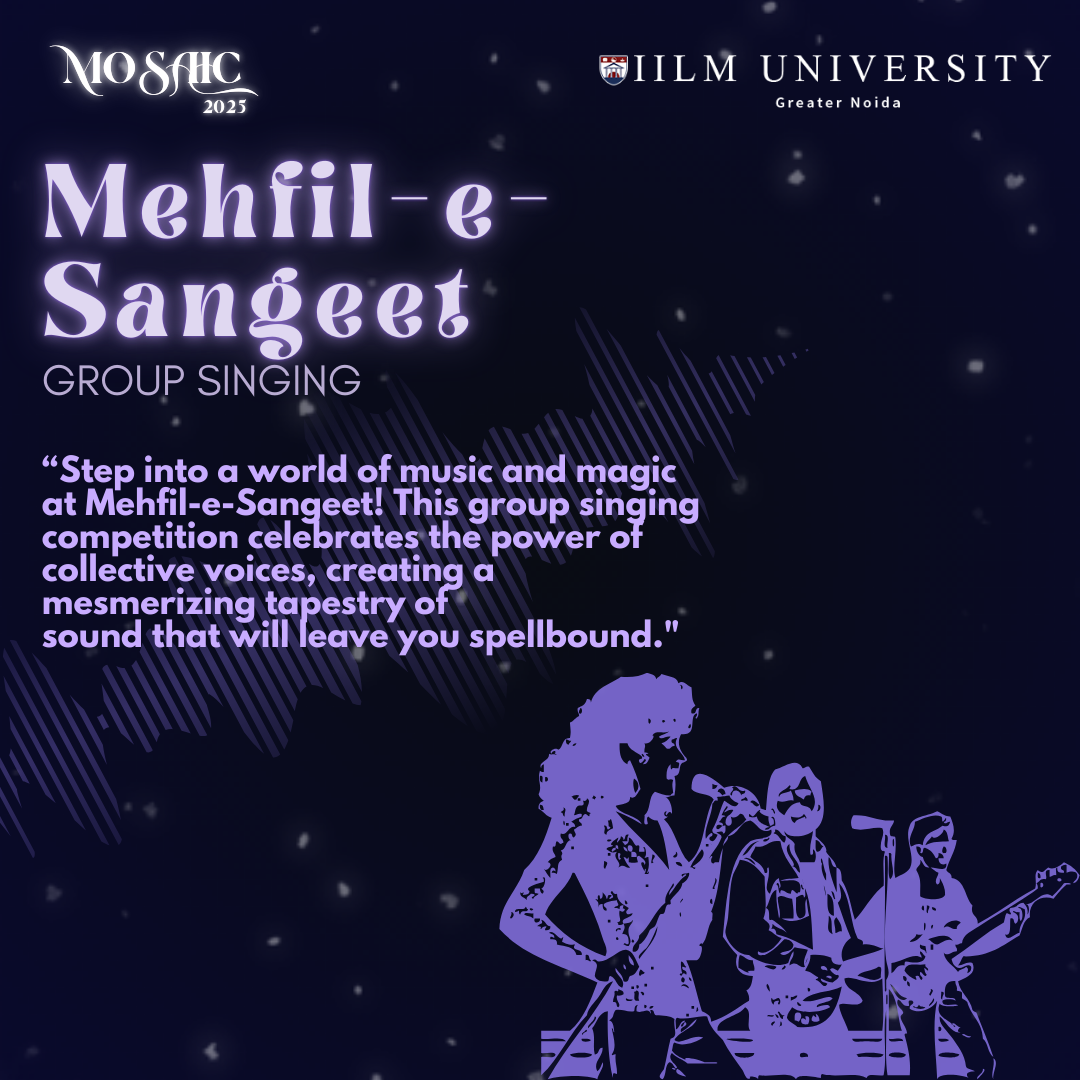 MOSAIC
2025
IILM UNIVERSITY
Greater Noida
Mehfil-e-
Sangeet
GROUP SINGING
“Step into a world of music and magic
at Mehfil-e-Sangeet! This group singing
competition celebrates the power of
collective voices, creating a
mesmerizing tapestry of
sound that will leave you spellbound."